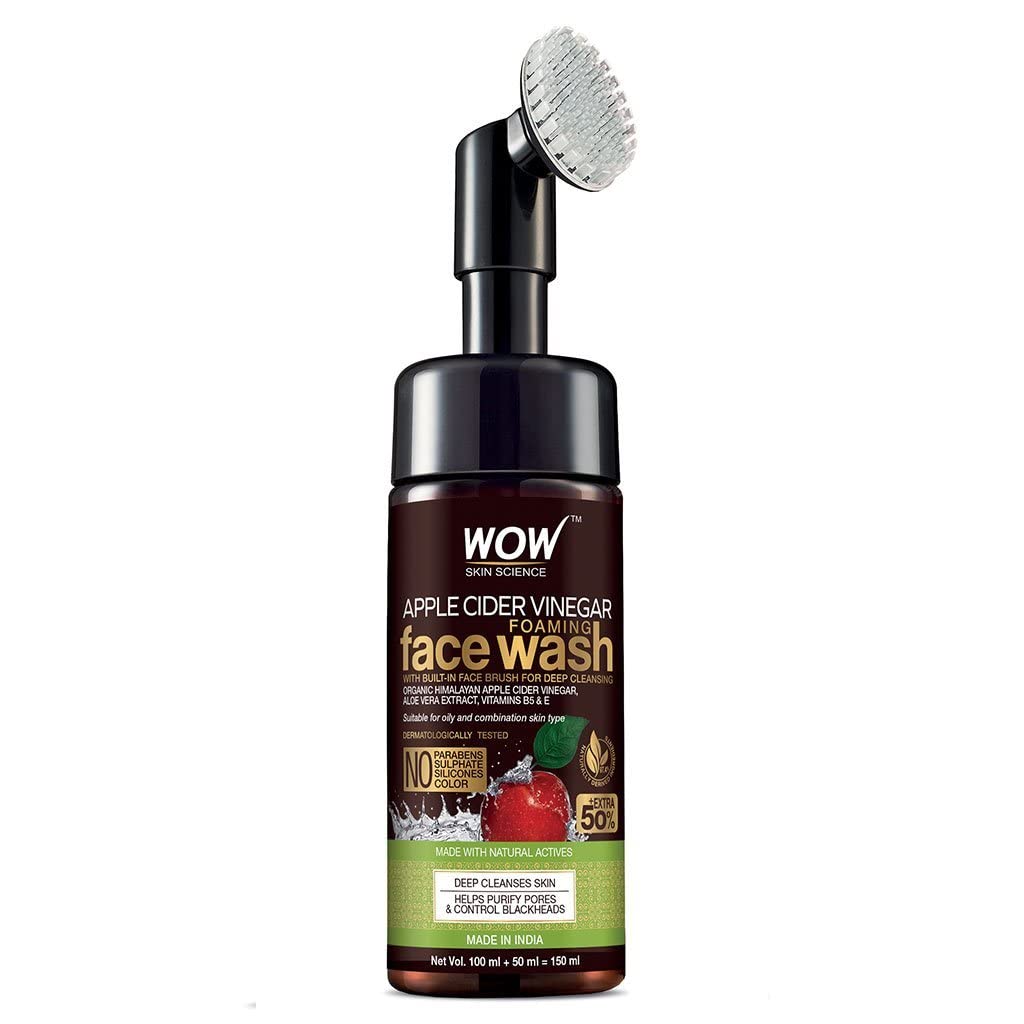 WOW™
SKIN SCIENCE
APPLE CIDER VINEGAR
FOAMING
face wash
WITH BUILT-IN FACE BRUSH FOR DEEP CLEANSING
ORGANIC HIMALAYAN APPLE CIDER VINEGAR,
ALOE VERA EXTRACT, VITAMINS B5 & E
Suitable for oily and combination skin type
DERMATOLOGICALLY TESTED
NO PARABENS
SULPHATE
SILICONES
COLOR
NATURALLY DERIVED INGREDIENTS
+EXTRA
50%
MADE WITH NATURAL ACTIVES
DEEP CLEANSES SKIN
HELPS PURIFY PORES
& CONTROL BLACKHEADS
MADE IN INDIA
Net Vol. 100 ml + 50 ml = 150 ml